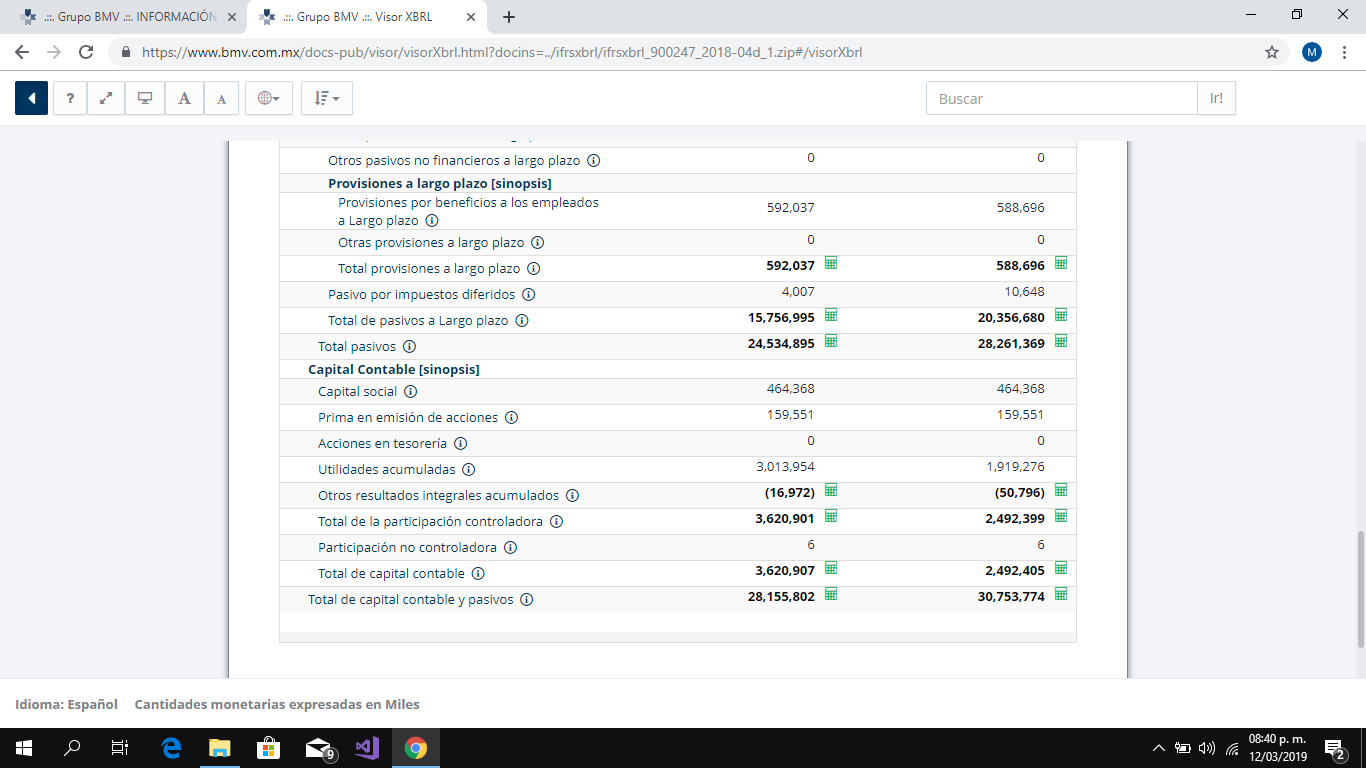 .::. Grupo BMV .::. INFORMACIÓN
.::. Grupo BMV .::. Visor XBRL
https://www.bmv.com.mx/docs-pub/visor/visorXbrl.html?docins=../ifrsxbrl/ifrsxbrl_900247_2018-04d_1.zip#/visorXbrl
M
? A A Buscar Ir!
Otros pasivos no financieros a largo plazo 0 0
Provisiones a largo plazo [sinopsis]
Provisiones por beneficios a los empleados
a Largo plazo 592,037 588,696
Otras provisiones a largo plazo 0 0
Total provisiones a largo plazo 592,037 588,696
Pasivo por impuestos diferidos 4,007 10,648
Total de pasivos a Largo plazo 15,756,995 20,356,680
Total pasivos 24,534,895 28,261,369
Capital Contable [sinopsis]
Capital social 464,368 464,368
Prima en emisión de acciones 159,551 159,551
Acciones en tesorería 0 0
Utilidades acumuladas 3,013,954 1,919,276
Otros resultados integrales acumulados (16,972) (50,796)
Total de la participación controladora 3,620,901 2,492,399
Participación no controladora 6 6
Total de capital contable 3,620,907 2,492,405
Total de capital contable y pasivos 28,155,802 30,753,774
Idioma: Español Cantidades monetarias expresadas en Miles
9
08:40 p. m.
12/03/2019
2